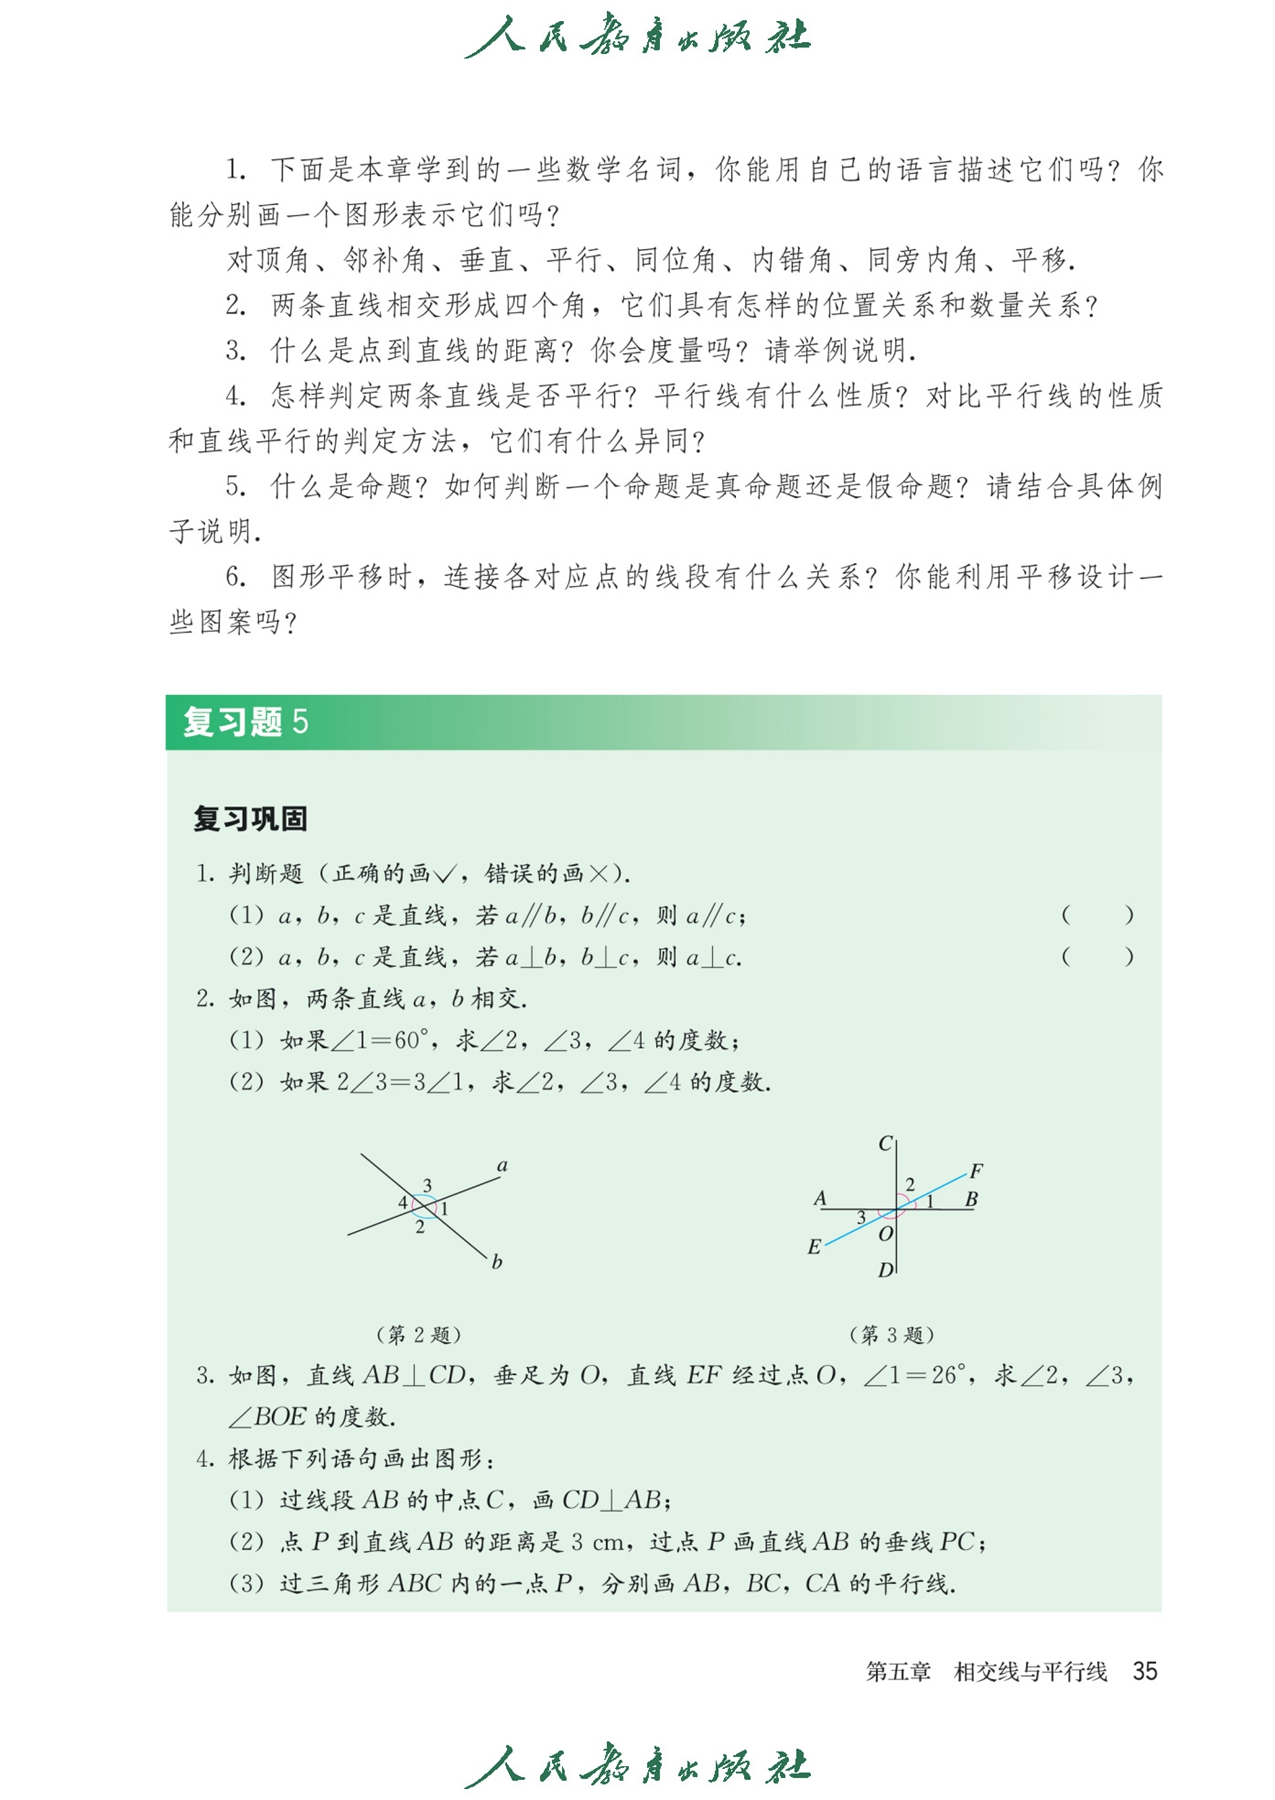 人民教育出版社
1. 下面是本章学到的一些数学名词，你能用自己的语言描述它们吗？你
能分别画一个图形表示它们吗？
对顶角、邻补角、垂直、平行、同位角、内错角、同旁内角、平移.
2. 两条直线相交形成四个角，它们具有怎样的位置关系和数量关系？
3. 什么是点到直线的距离？你会度量吗？请举例说明.
4. 怎样判定两条直线是否平行？平行线有什么性质？对比平行线的性质
和直线平行的判定方法，它们有什么异同？
5. 什么是命题？如何判断一个命题是真命题还是假命题？请结合具体例
子说明.
6. 图形平移时，连接各对应点的线段有什么关系？你能利用平移设计一
些图案吗？
复习题 5
复习巩固
1. 判断题（正确的画✓，错误的画×）.
（1）a，b，c 是直线，若 a∥b，b∥c，则 a∥c；（　　）
（2）a，b，c 是直线，若 a⊥b，b⊥c，则 a⊥c.（　　）
2. 如图，两条直线 a，b 相交.
（1）如果∠1＝60°，求∠2，∠3，∠4 的度数；
（2）如果 2∠3＝3∠1，求∠2，∠3，∠4 的度数.
a
3
4 1
2
b
C
F
2
A 1 B
3
O
E
D
（第 2 题）
（第 3 题）
3. 如图，直线 AB⊥CD，垂足为 O，直线 EF 经过点 O，∠1＝26°，求∠2，∠3，
∠BOE 的度数.
4. 根据下列语句画出图形：
（1）过线段 AB 的中点 C，画 CD⊥AB；
（2）点 P 到直线 AB 的距离是 3 cm，过点 P 画直线 AB 的垂线 PC；
（3）过三角形 ABC 内的一点 P，分别画 AB，BC，CA 的平行线.
第五章　相交线与平行线　35
人民教育出版社